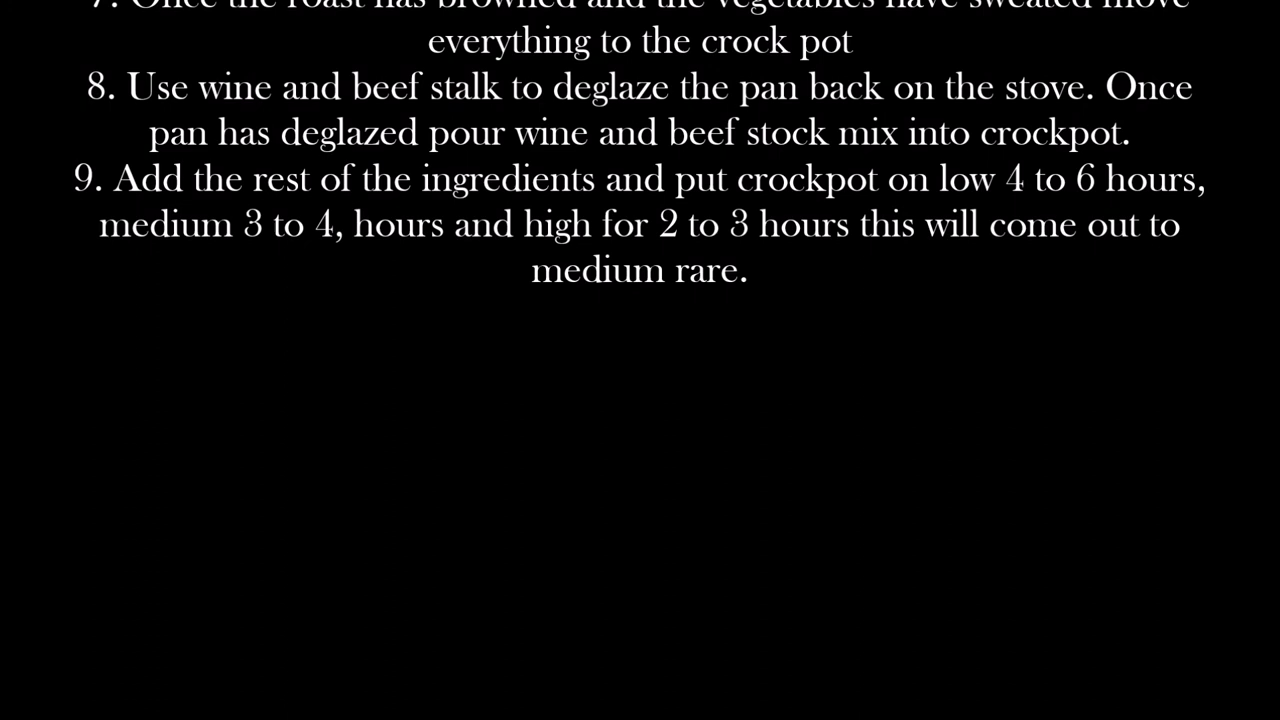 7. Once the roast has browned and the vegetables have sweated move
everything to the crock pot
8. Use wine and beef stalk to deglaze the pan back on the stove. Once
pan has deglazed pour wine and beef stock mix into crockpot.
9. Add the rest of the ingredients and put crockpot on low 4 to 6 hours,
medium 3 to 4, hours and high for 2 to 3 hours this will come out to
medium rare.